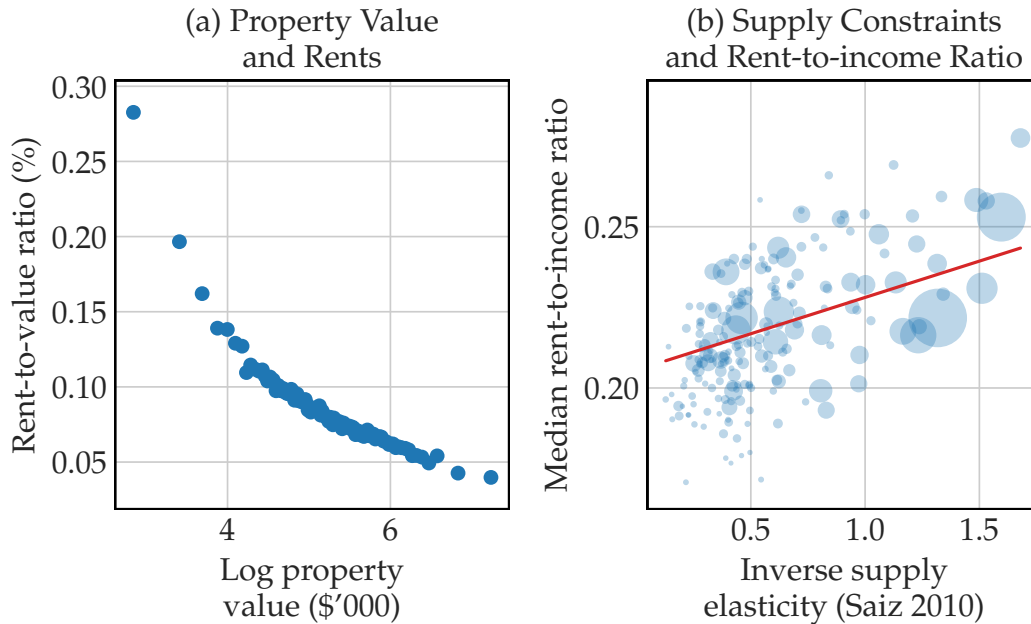 (a) Property Value
and Rents
Rent-to-value ratio (%)
0.30
0.25
0.20
0.15
0.10
0.05
4
6
Log property
value ($'000)
(b) Supply Constraints
and Rent-to-income Ratio
Median rent-to-income ratio
0.25
0.20
0.5
1.0
1.5
Inverse supply
elasticity (Saiz 2010)